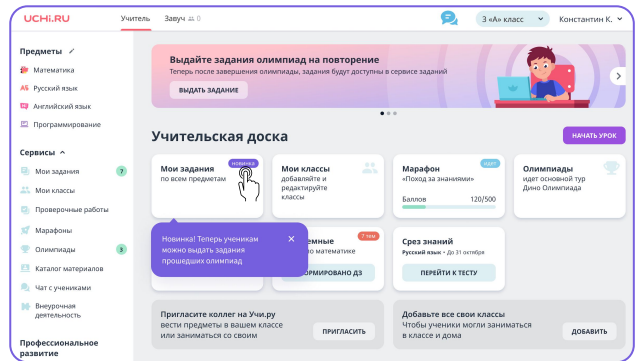 UCHi.RU
Учитель
Завуч
0
3 «А» класс
Константин К.
Предметы
Математика
Русский язык
Английский язык
Программирование
Сервисы
Мои задания
7
Мои классы
Проверочные работы
Марафоны
Олимпиады
3
Каталог материалов
Чат с учениками
Внеурочная
деятельность
Профессиональное
развитие
Выдайте задания олимпиад на повторение
Теперь после завершения олимпиады, задания будут доступны в сервисе заданий
ВЫДАТЬ ЗАДАНИЕ
Учительская доска
НАЧАТЬ УРОК
НОВИНКА
Мои задания
по всем предметам
Мои классы
добавляйте и
редактируйте
классы
ИДЕТ
Марафон
«Поход за знаниями»
Баллов 120/500
Олимпиады
идет основной тур
Дино Олимпиада
Новинка! Теперь ученикам
можно выдать задания
прошедших олимпиад
7 тем
емные
о математике
ОРМИРОВАНО ДЗ
Срез знаний
Русский язык • До 31 октября
ПЕРЕЙТИ К ТЕСТУ
Пригласите коллег на Учи.ру
вести предметы в вашем классе
или заниматься со своим
ПРИГЛАСИТЬ
Добавьте все свои классы
Чтобы ученики могли заниматься
в классе и дома
ДОБАВИТЬ